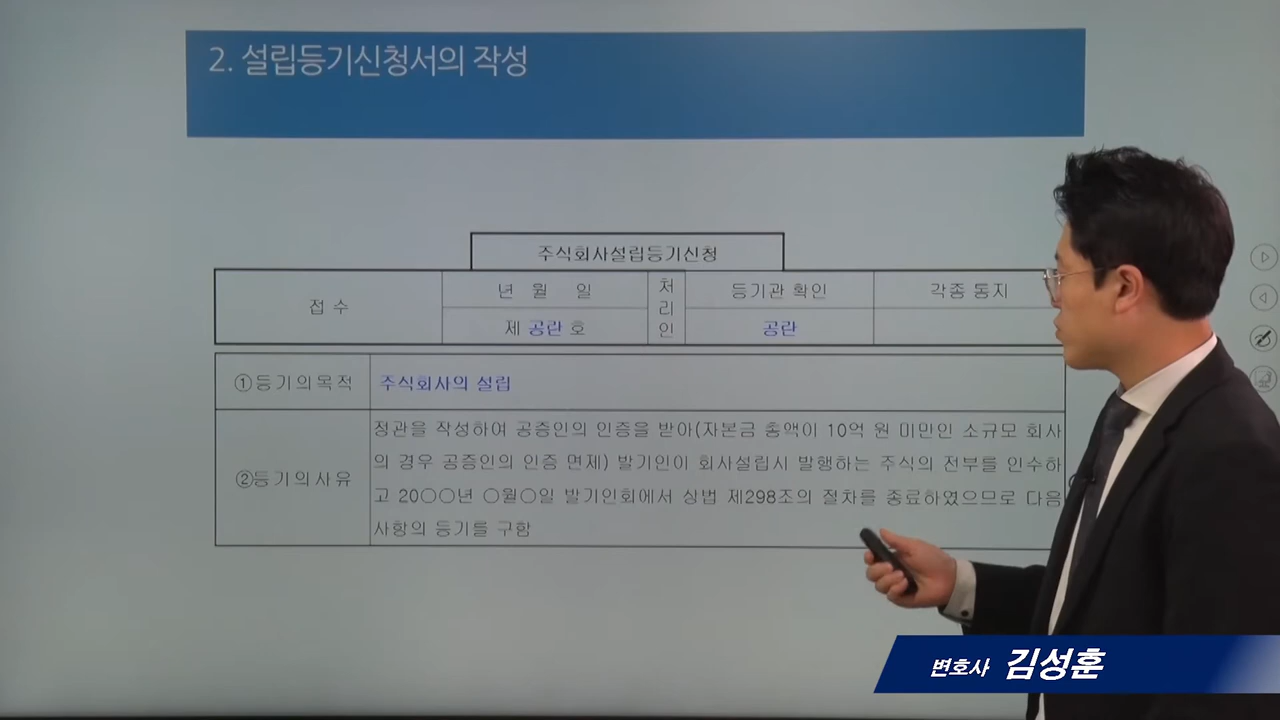 2. 설립등기신청서의 작성
주식회사설립등기신청
접 수
년 월 일
처리인
등기관 확인
각종 통지
제 공란 호
공란
①등기의목적
주식회사의 설립
②등기의사유
정관을 작성하여 공증인의 인증을 받아(자본금 총액이 10억 원 미만인 소규모 회사
의 경우 공증인의 인증 면제) 발기인이 회사설립시 발행하는 주식의 전부를 인수하
고 20○○년 ○월○일 발기인회에서 상법 제298조의 절차를 종료하였으므로 다음
사항의 등기를 구함
변호사 김성훈